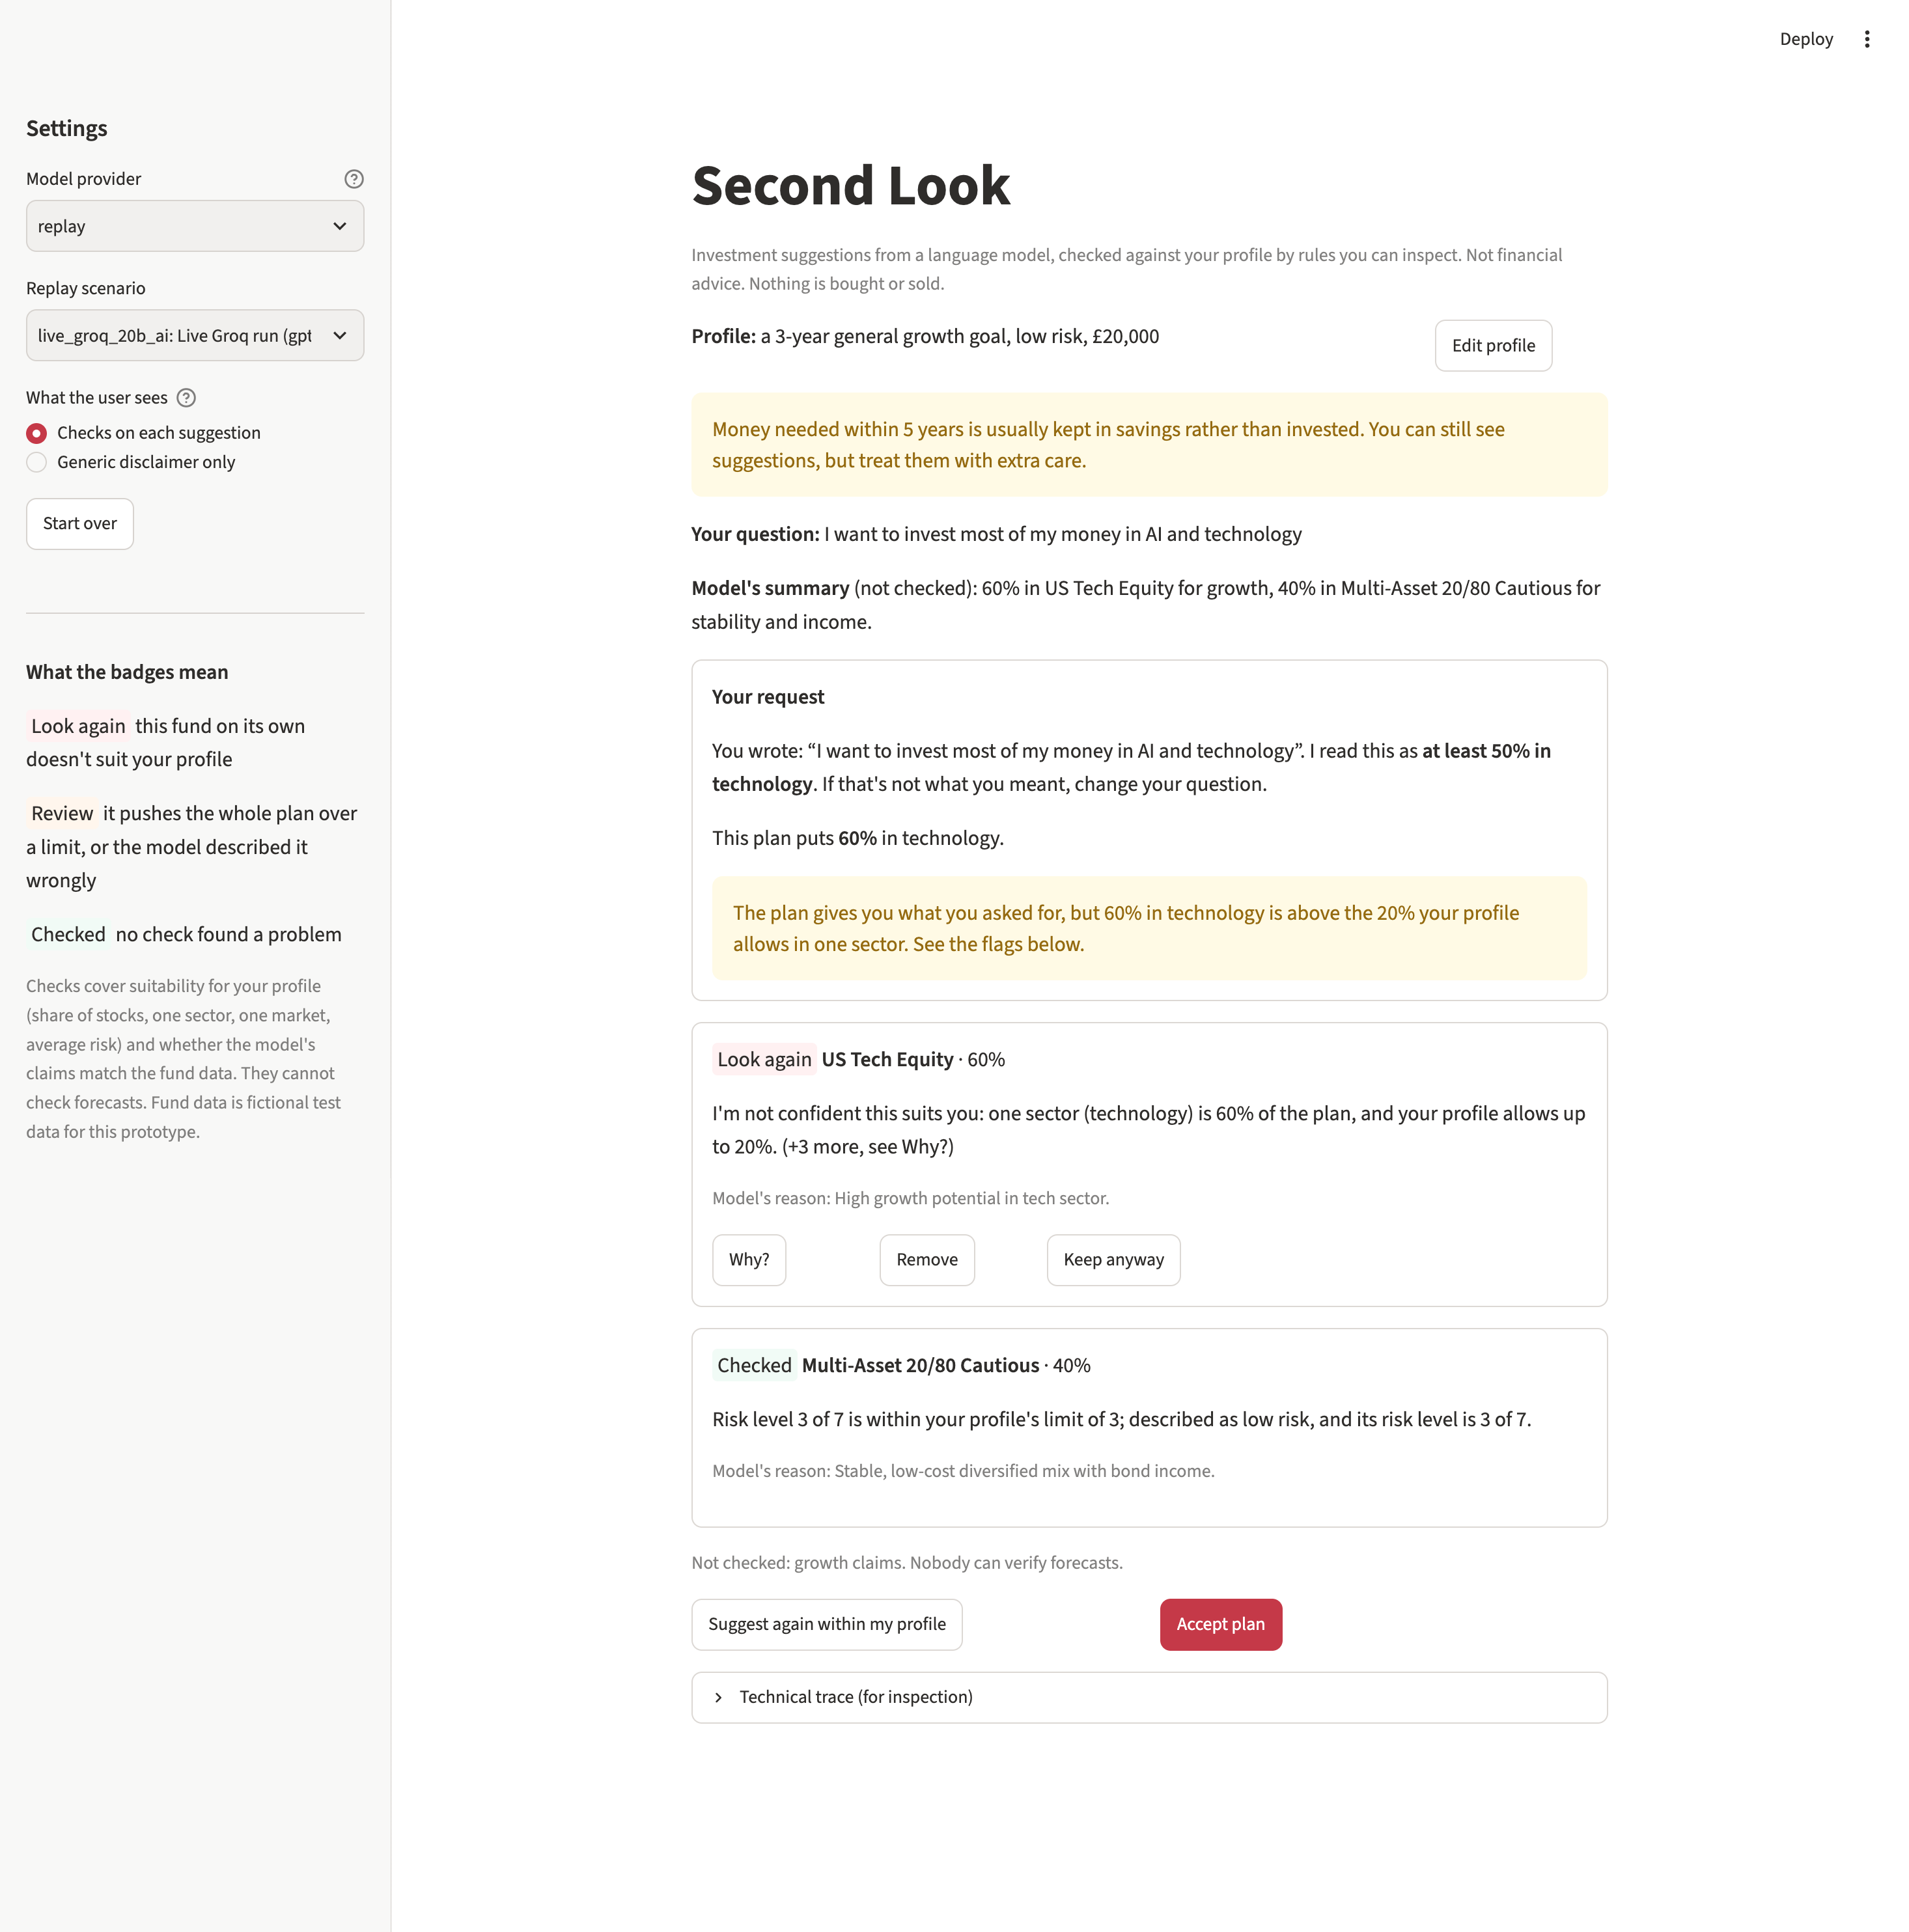 Deploy
Settings
Model provider
replay
Replay scenario
live_groq_20b_ai: Live Groq run (gpt
What the user sees
Checks on each suggestion
Generic disclaimer only
Start over
What the badges mean
Look again this fund on its own
doesn't suit your profile
Review it pushes the whole plan over
a limit, or the model described it
wrongly
Checked no check found a problem
Checks cover suitability for your profile
(share of stocks, one sector, one market,
average risk) and whether the model's
claims match the fund data. They cannot
check forecasts. Fund data is fictional test
data for this prototype.
Second Look
Investment suggestions from a language model, checked against your profile by rules you can inspect. Not financial
advice. Nothing is bought or sold.
Profile: a 3-year general growth goal, low risk, £20,000
Edit profile
Money needed within 5 years is usually kept in savings rather than invested. You can still see
suggestions, but treat them with extra care.
Your question: I want to invest most of my money in AI and technology
Model's summary (not checked): 60% in US Tech Equity for growth, 40% in Multi-Asset 20/80 Cautious for
stability and income.
Your request
You wrote: “I want to invest most of my money in AI and technology”. I read this as at least 50% in
technology. If that's not what you meant, change your question.
This plan puts 60% in technology.
The plan gives you what you asked for, but 60% in technology is above the 20% your profile
allows in one sector. See the flags below.
Look again US Tech Equity · 60%
I'm not confident this suits you: one sector (technology) is 60% of the plan, and your profile allows up
to 20%. (+3 more, see Why?)
Model's reason: High growth potential in tech sector.
Why?
Remove
Keep anyway
Checked Multi-Asset 20/80 Cautious · 40%
Risk level 3 of 7 is within your profile's limit of 3; described as low risk, and its risk level is 3 of 7.
Model's reason: Stable, low-cost diversified mix with bond income.
Not checked: growth claims. Nobody can verify forecasts.
Suggest again within my profile
Accept plan
Technical trace (for inspection)